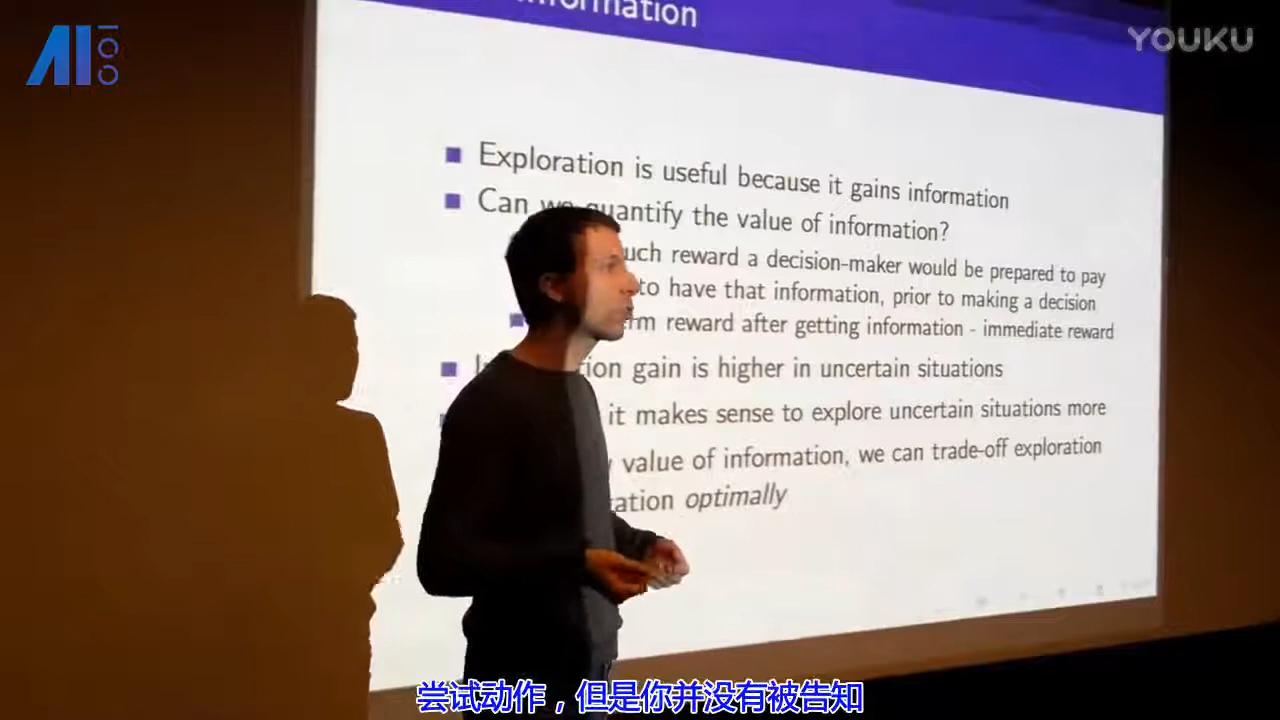 AI
100
YOUKU
information
Exploration is useful because it gains information
Can we quantify the value of information?
reward a decision-maker would be prepared to pay
to have that information, prior to making a decision
reward after getting information - immediate reward
gain is higher in uncertain situations
it makes sense to explore uncertain situations more
value of information, we can trade-off exploration
optimally
尝试动作，但是你并没有被告知